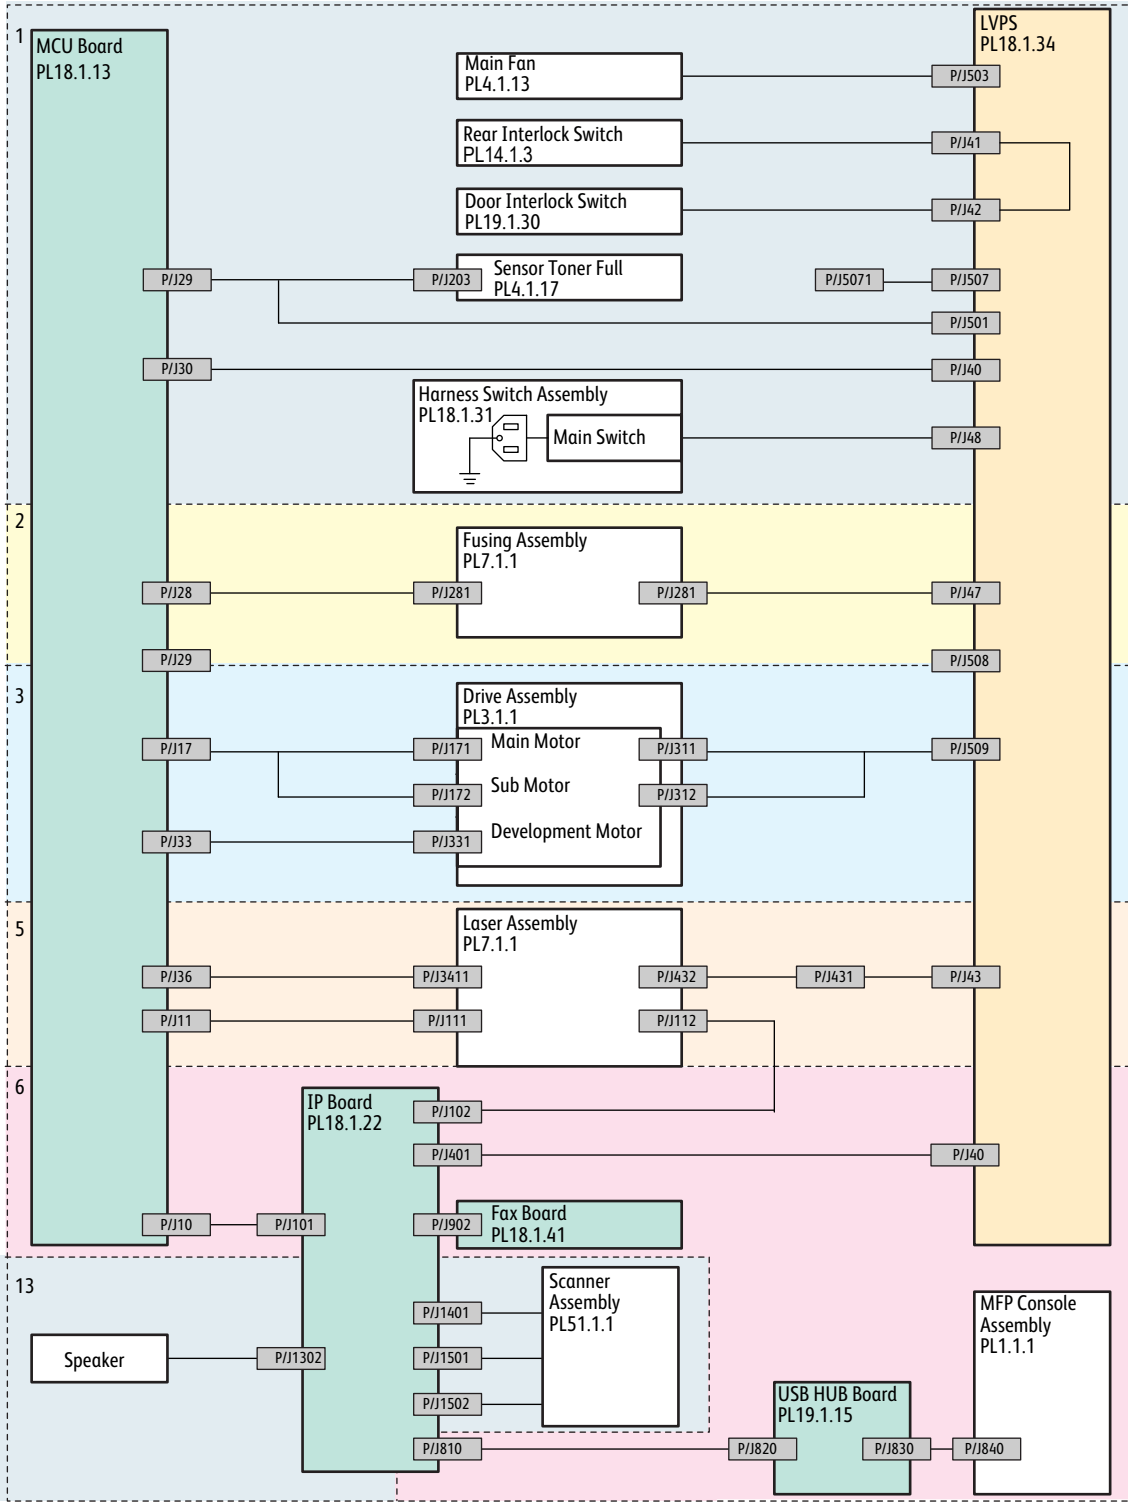 1
MCU Board
PL18.1.13
LVPS
PL18.1.34
Main Fan
PL4.1.13
P/J503
Rear Interlock Switch
PL14.1.3
P/J41
Door Interlock Switch
PL19.1.30
P/J42
P/J29
P/J203
Sensor Toner Full
PL4.1.17
P/J5071
P/J507
P/J501
P/J30
P/J40
Harness Switch Assembly
PL18.1.31
Main Switch
P/J48
2
Fusing Assembly
PL7.1.1
P/J28
P/J281
P/J281
P/J47
P/J29
P/J508
3
Drive Assembly
PL3.1.1
P/J17
P/J171
Main Motor
P/J311
P/J509
P/J172
Sub Motor
P/J312
P/J33
P/J331
Development Motor
5
Laser Assembly
PL7.1.1
P/J36
P/J3411
P/J432
P/J431
P/J43
P/J11
P/J111
P/J112
6
IP Board
PL18.1.22
P/J102
P/J401
P/J40
P/J10
P/J101
P/J902
Fax Board
PL18.1.41
13
Scanner
Assembly
PL51.1.1
P/J1401
MFP Console
Assembly
PL1.1.1
Speaker
P/J1302
P/J1501
P/J1502
USB HUB Board
PL19.1.15
P/J810
P/J820
P/J830
P/J840